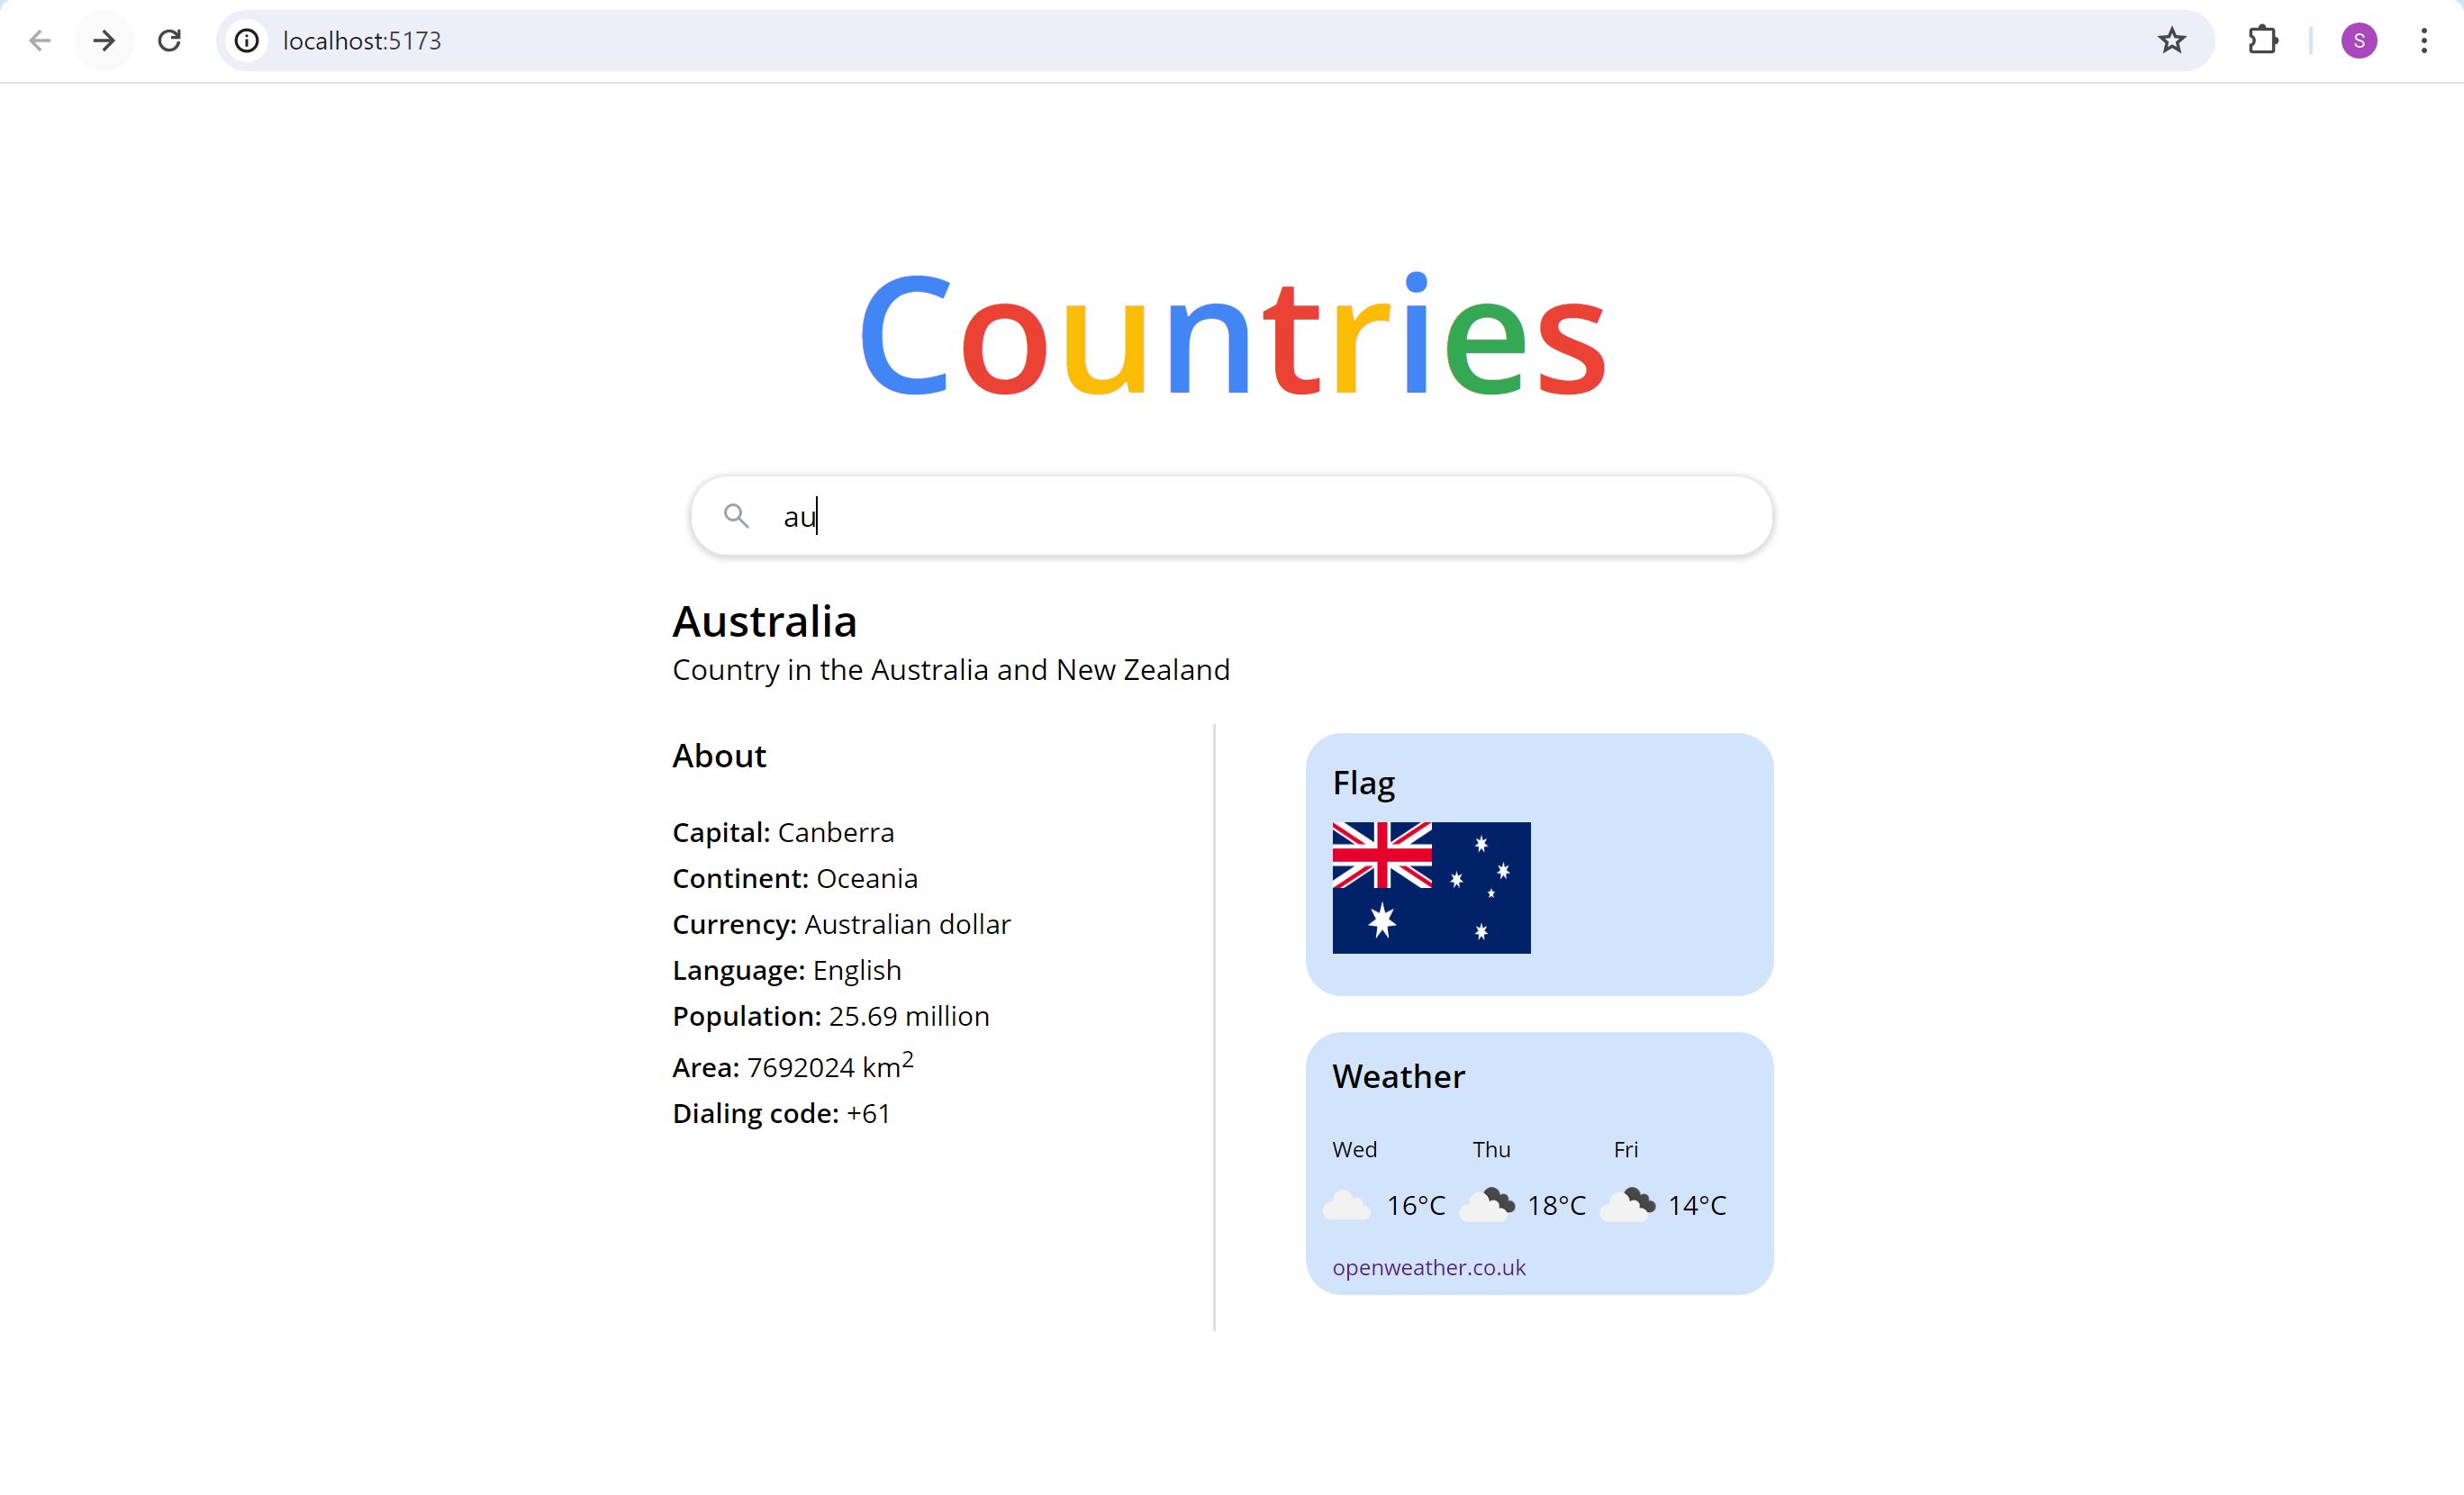 localhost:5173
S
Countries
au
Australia
Country in the Australia and New Zealand
About
Capital: Canberra
Continent: Oceania
Currency: Australian dollar
Language: English
Population: 25.69 million
Area: 7692024 km²
Dialing code: +61
Flag
Weather
Wed Thu Fri
16°C 18°C 14°C
openweather.co.uk